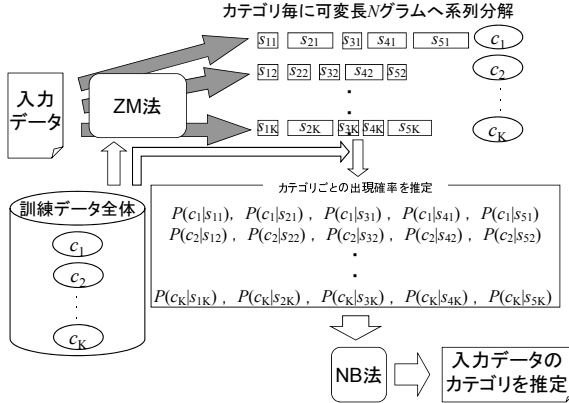 カテゴリ毎に可変長Nグラムへ系列分解
s11 s21 s31 s41 s51 c1
s12 s22 s32 s42 s52 c2
s1K s2K s3K s4K s5K cK
入力
データ
ZM法
訓練データ全体
c1
c2
cK
カテゴリごとの出現確率を推定
P(c1|s11), P(c1|s21) , P(c1|s31) , P(c1|s41) , P(c1|s51)
P(c2|s12) , P(c2|s22) , P(c2|s32) , P(c2|s42) , P(c2|s52)
P(cK|s1K) , P(cK|s2K) , P(cK|s3K) , P(cK|s4K) , P(cK|s5K)
NB法
入力データの
カテゴリを推定